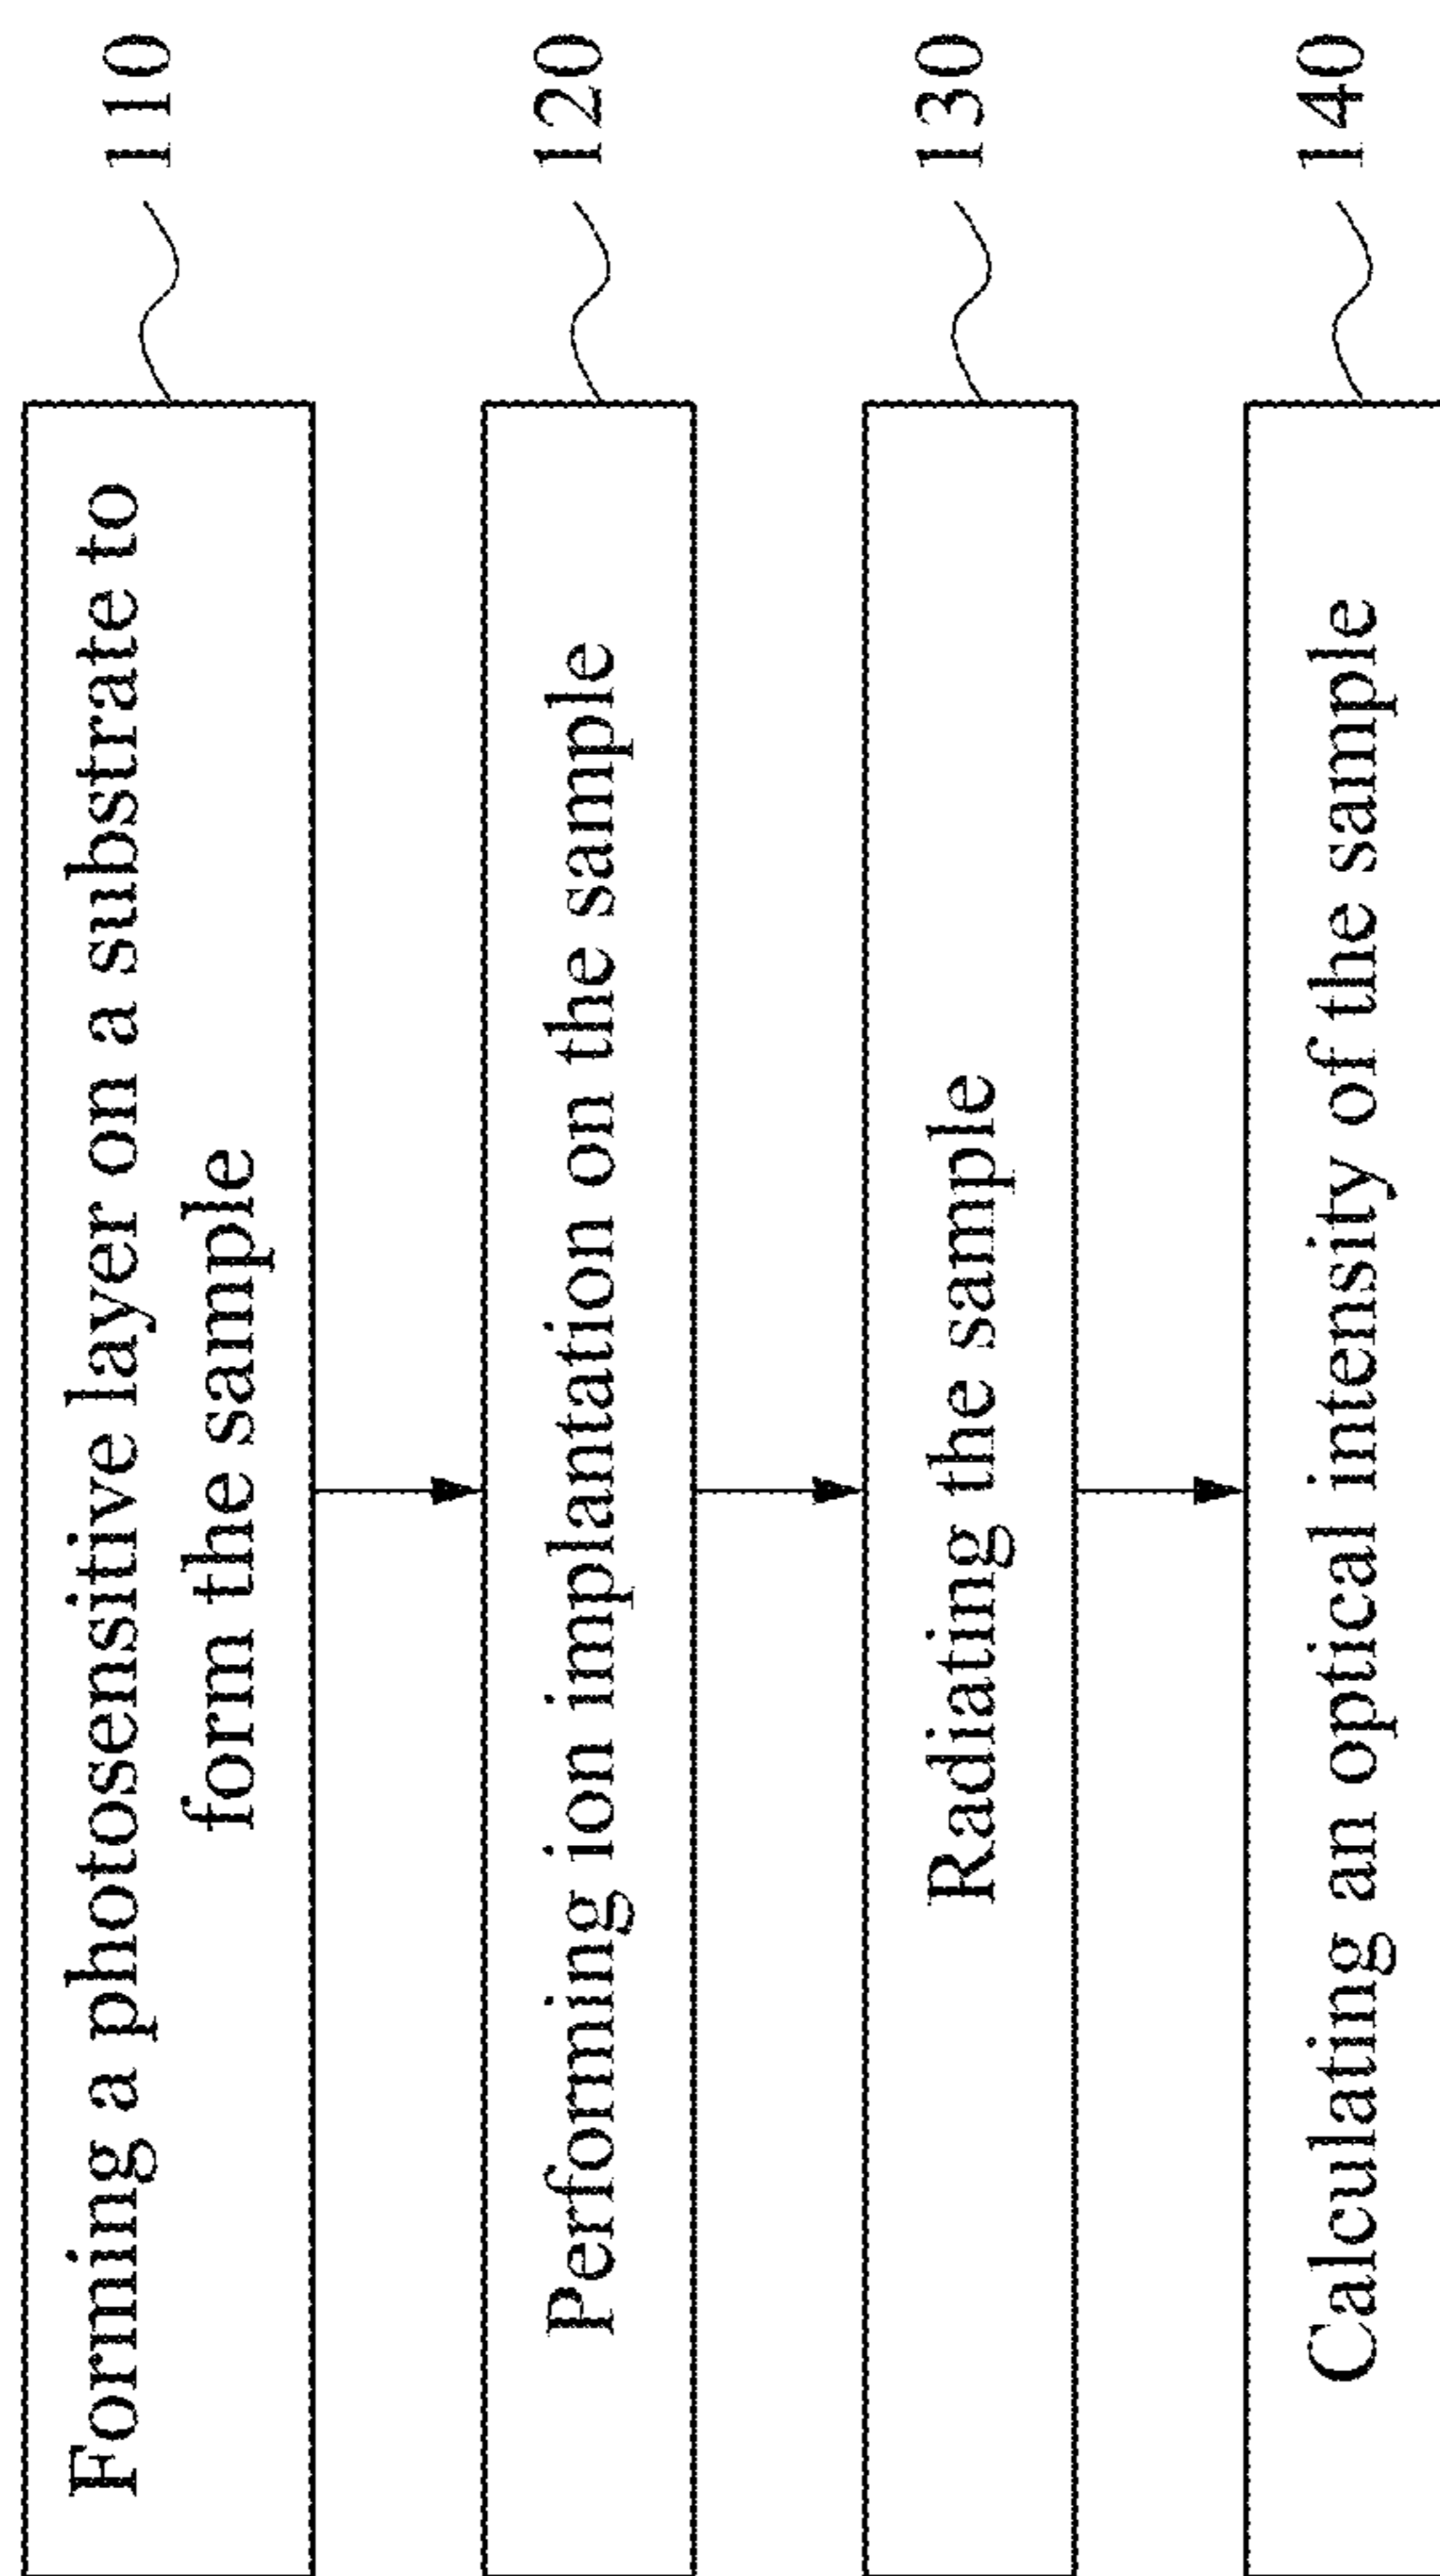 Forming a photosensitive layer on a substrate to
form the sample
110
Performing ion implantation on the sample
120
Radiating the sample
130
Calculating an optical intensity of the sample
140